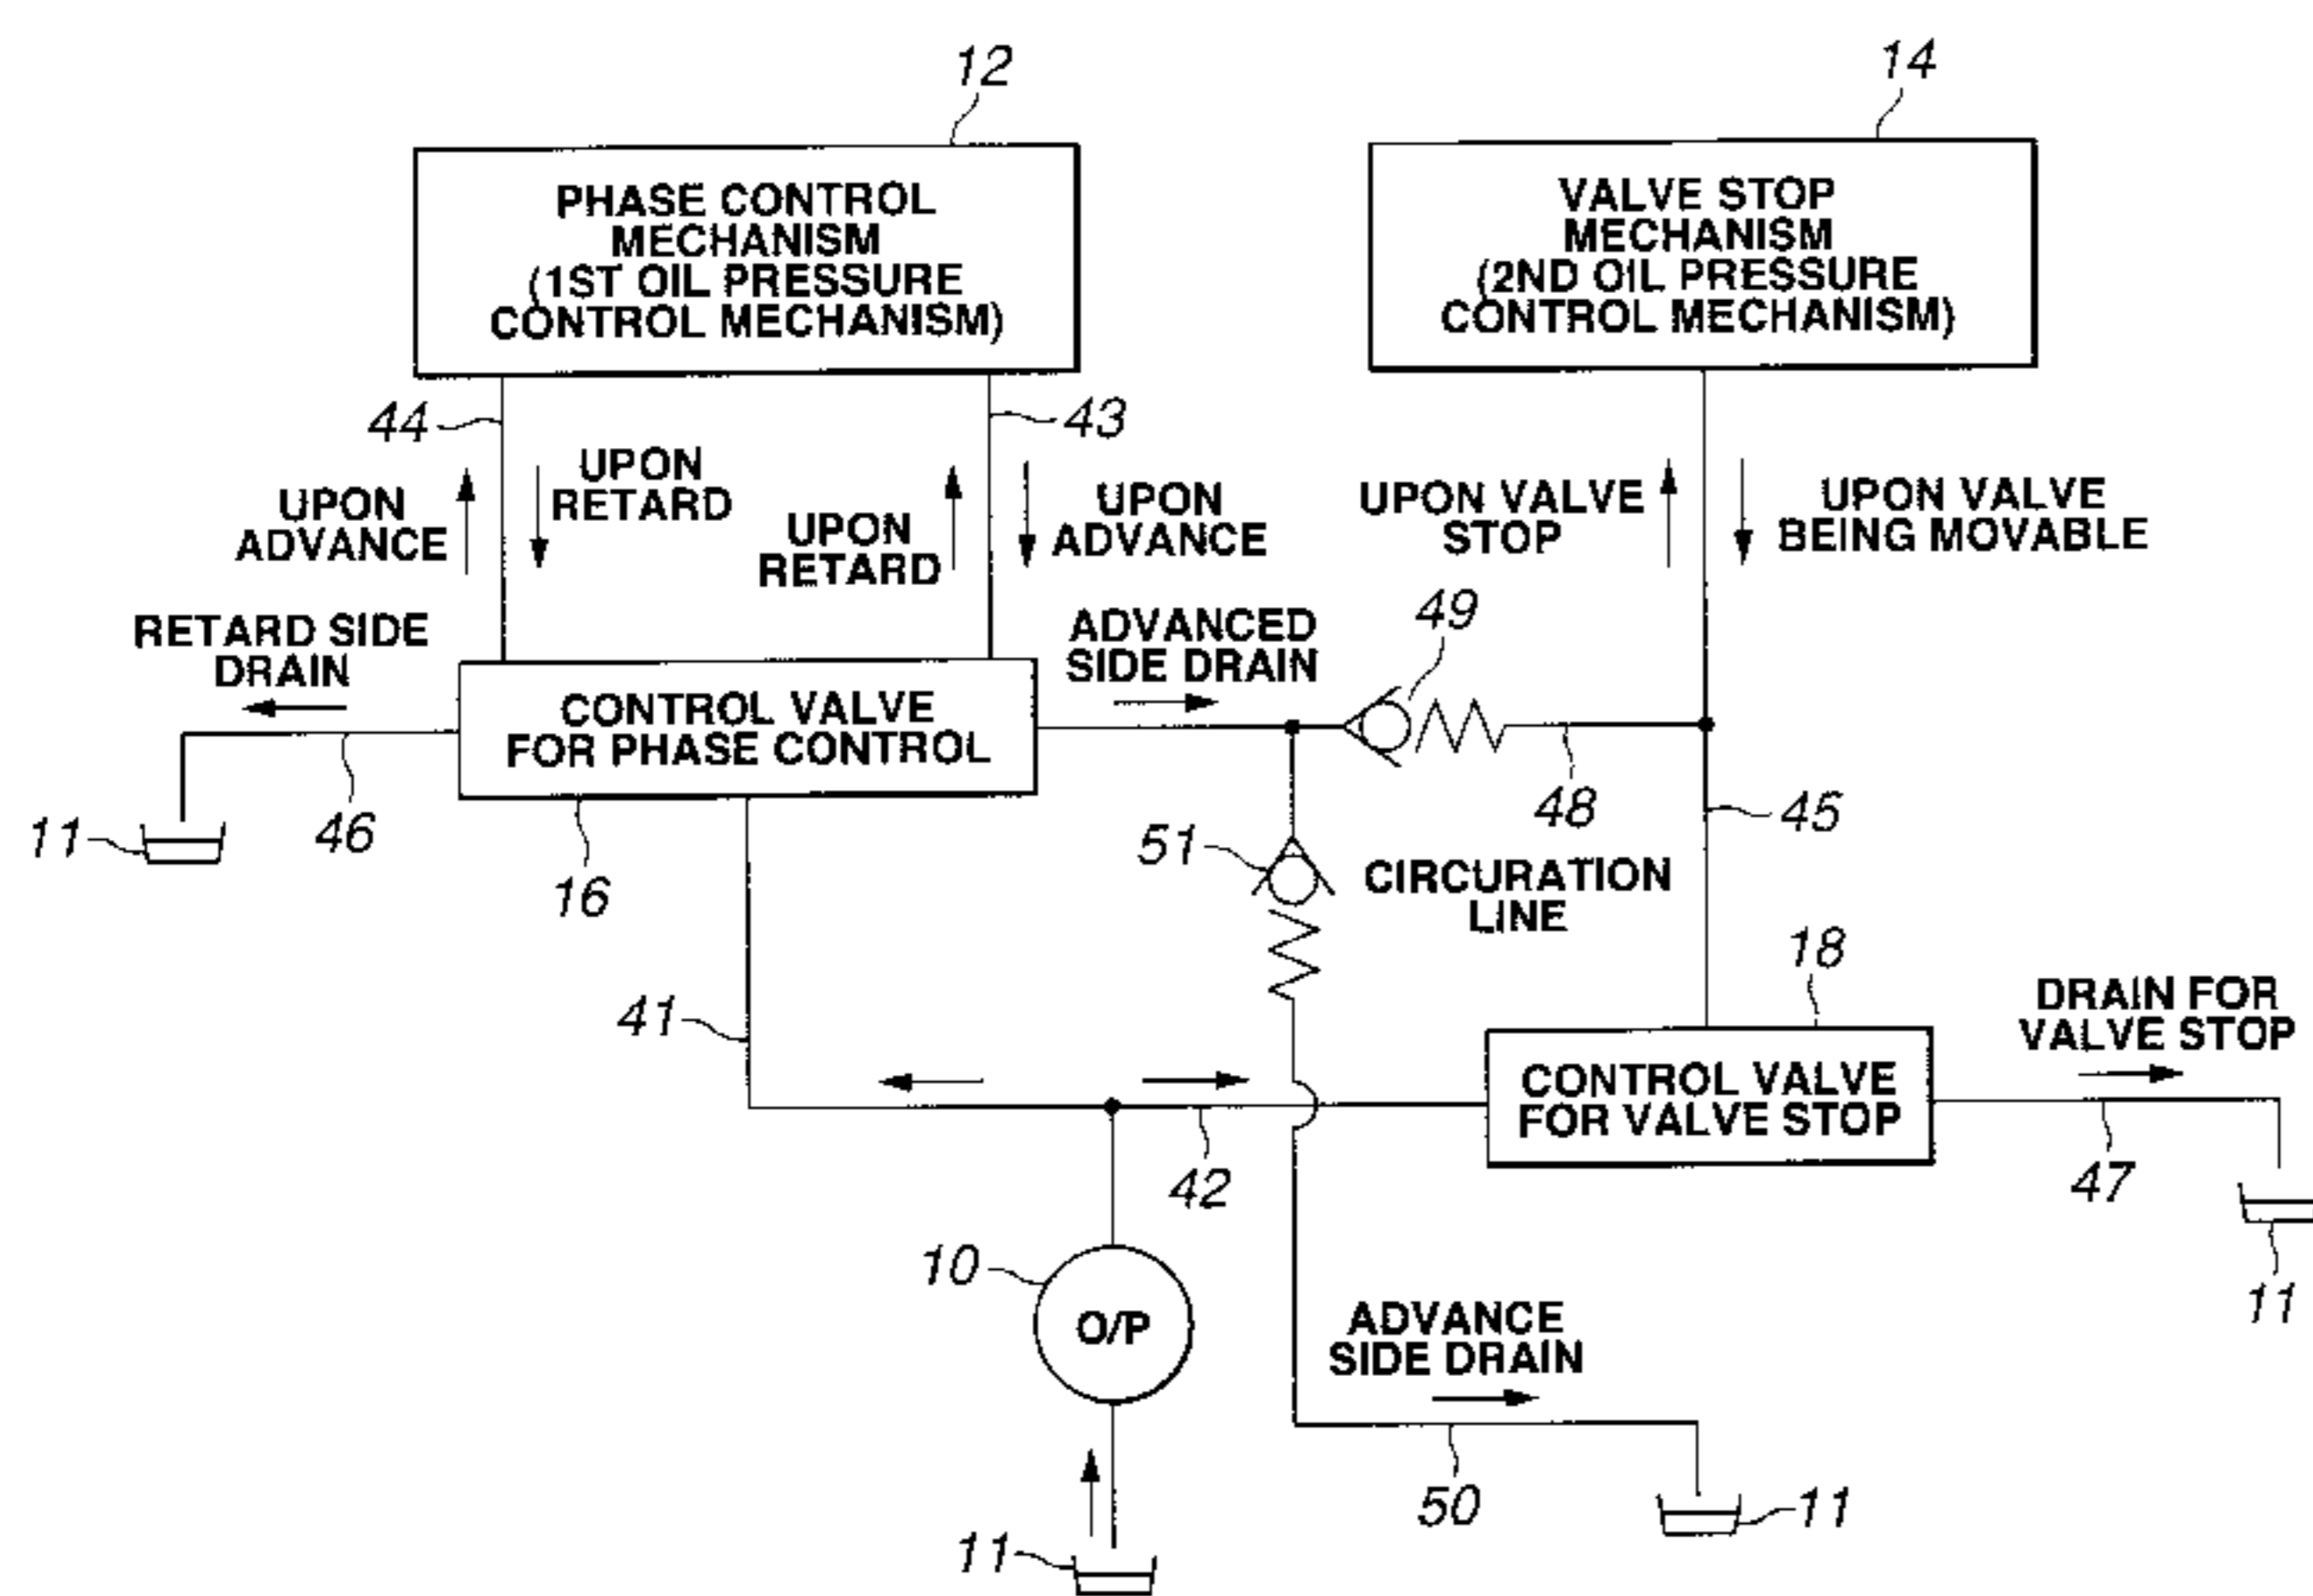 12
14
PHASE CONTROL
MECHANISM
(1ST OIL PRESSURE
CONTROL MECHANISM)
VALVE STOP
MECHANISM
(2ND OIL PRESSURE
CONTROL MECHANISM)
44
43
UPON
ADVANCE
UPON
RETARD
UPON
RETARD
UPON
ADVANCE
UPON VALVE
STOP
UPON VALVE
BEING MOVABLE
RETARD SIDE
DRAIN
ADVANCED
SIDE DRAIN
49
CONTROL VALVE
FOR PHASE CONTROL
11
46
16
48
45
51
CIRCURATION
LINE
41
18
DRAIN FOR
VALVE STOP
CONTROL VALVE
FOR VALVE STOP
42
47
10
O/P
11
ADVANCE
SIDE DRAIN
50
11
11